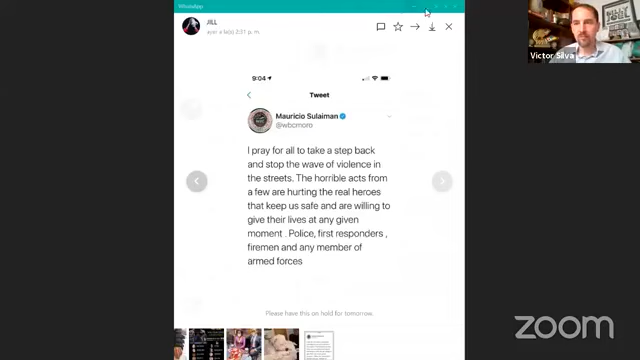 WhatsApp
JILL
ayer a la(s) 2:31 p. m.
Victor Silva
9:04
Tweet
Mauricio Sulaiman
@wbcmoro
I pray for all to take a step back
and stop the wave of violence in
the streets. The horrible acts from
a few are hurting the real heroes
that keep us safe and are willing to
give their lives at any given
moment . Police, first responders ,
firemen and any member of
armed forces
Please have this on hold for tomorrow.
zoom